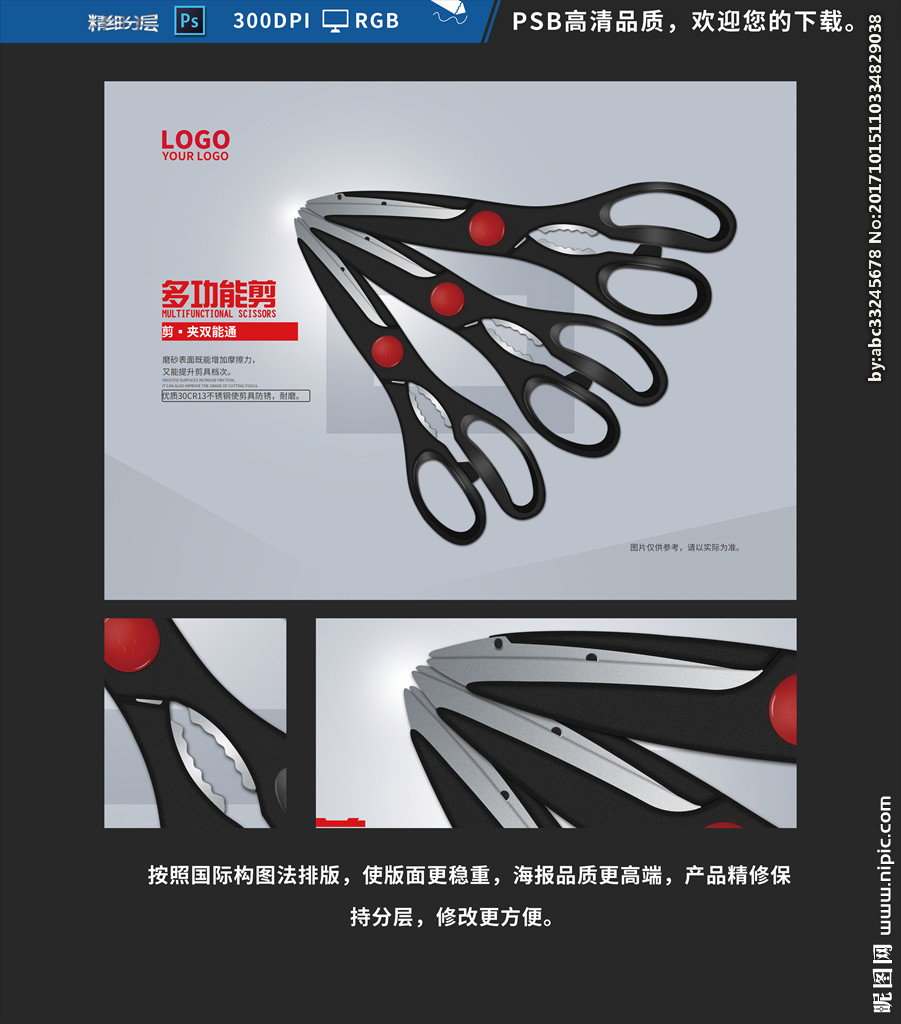 精细分层 Ps 300DPI RGB
PSB高清品质，欢迎您的下载。
LOGO
YOUR LOGO
多功能剪
MULTIFUNCTIONAL SCISSORS
剪·夹双能通
磨砂表面既能增加摩擦力，
又能提升剪具档次。
FROSTED SURFACES INCREASE FRICTION,
IT CAN ALSO IMPROVE THE GRADE OF CUTTING TOOLS.
优质30CR13不锈钢使剪具防锈，耐磨。
图片仅供参考，请以实际为准。
按照国际构图法排版，使版面更稳重，海报品质更高端，产品精修保
持分层，修改更方便。
by:abc33245678 No:20171015110334829038
昵图网 www.nipic.com